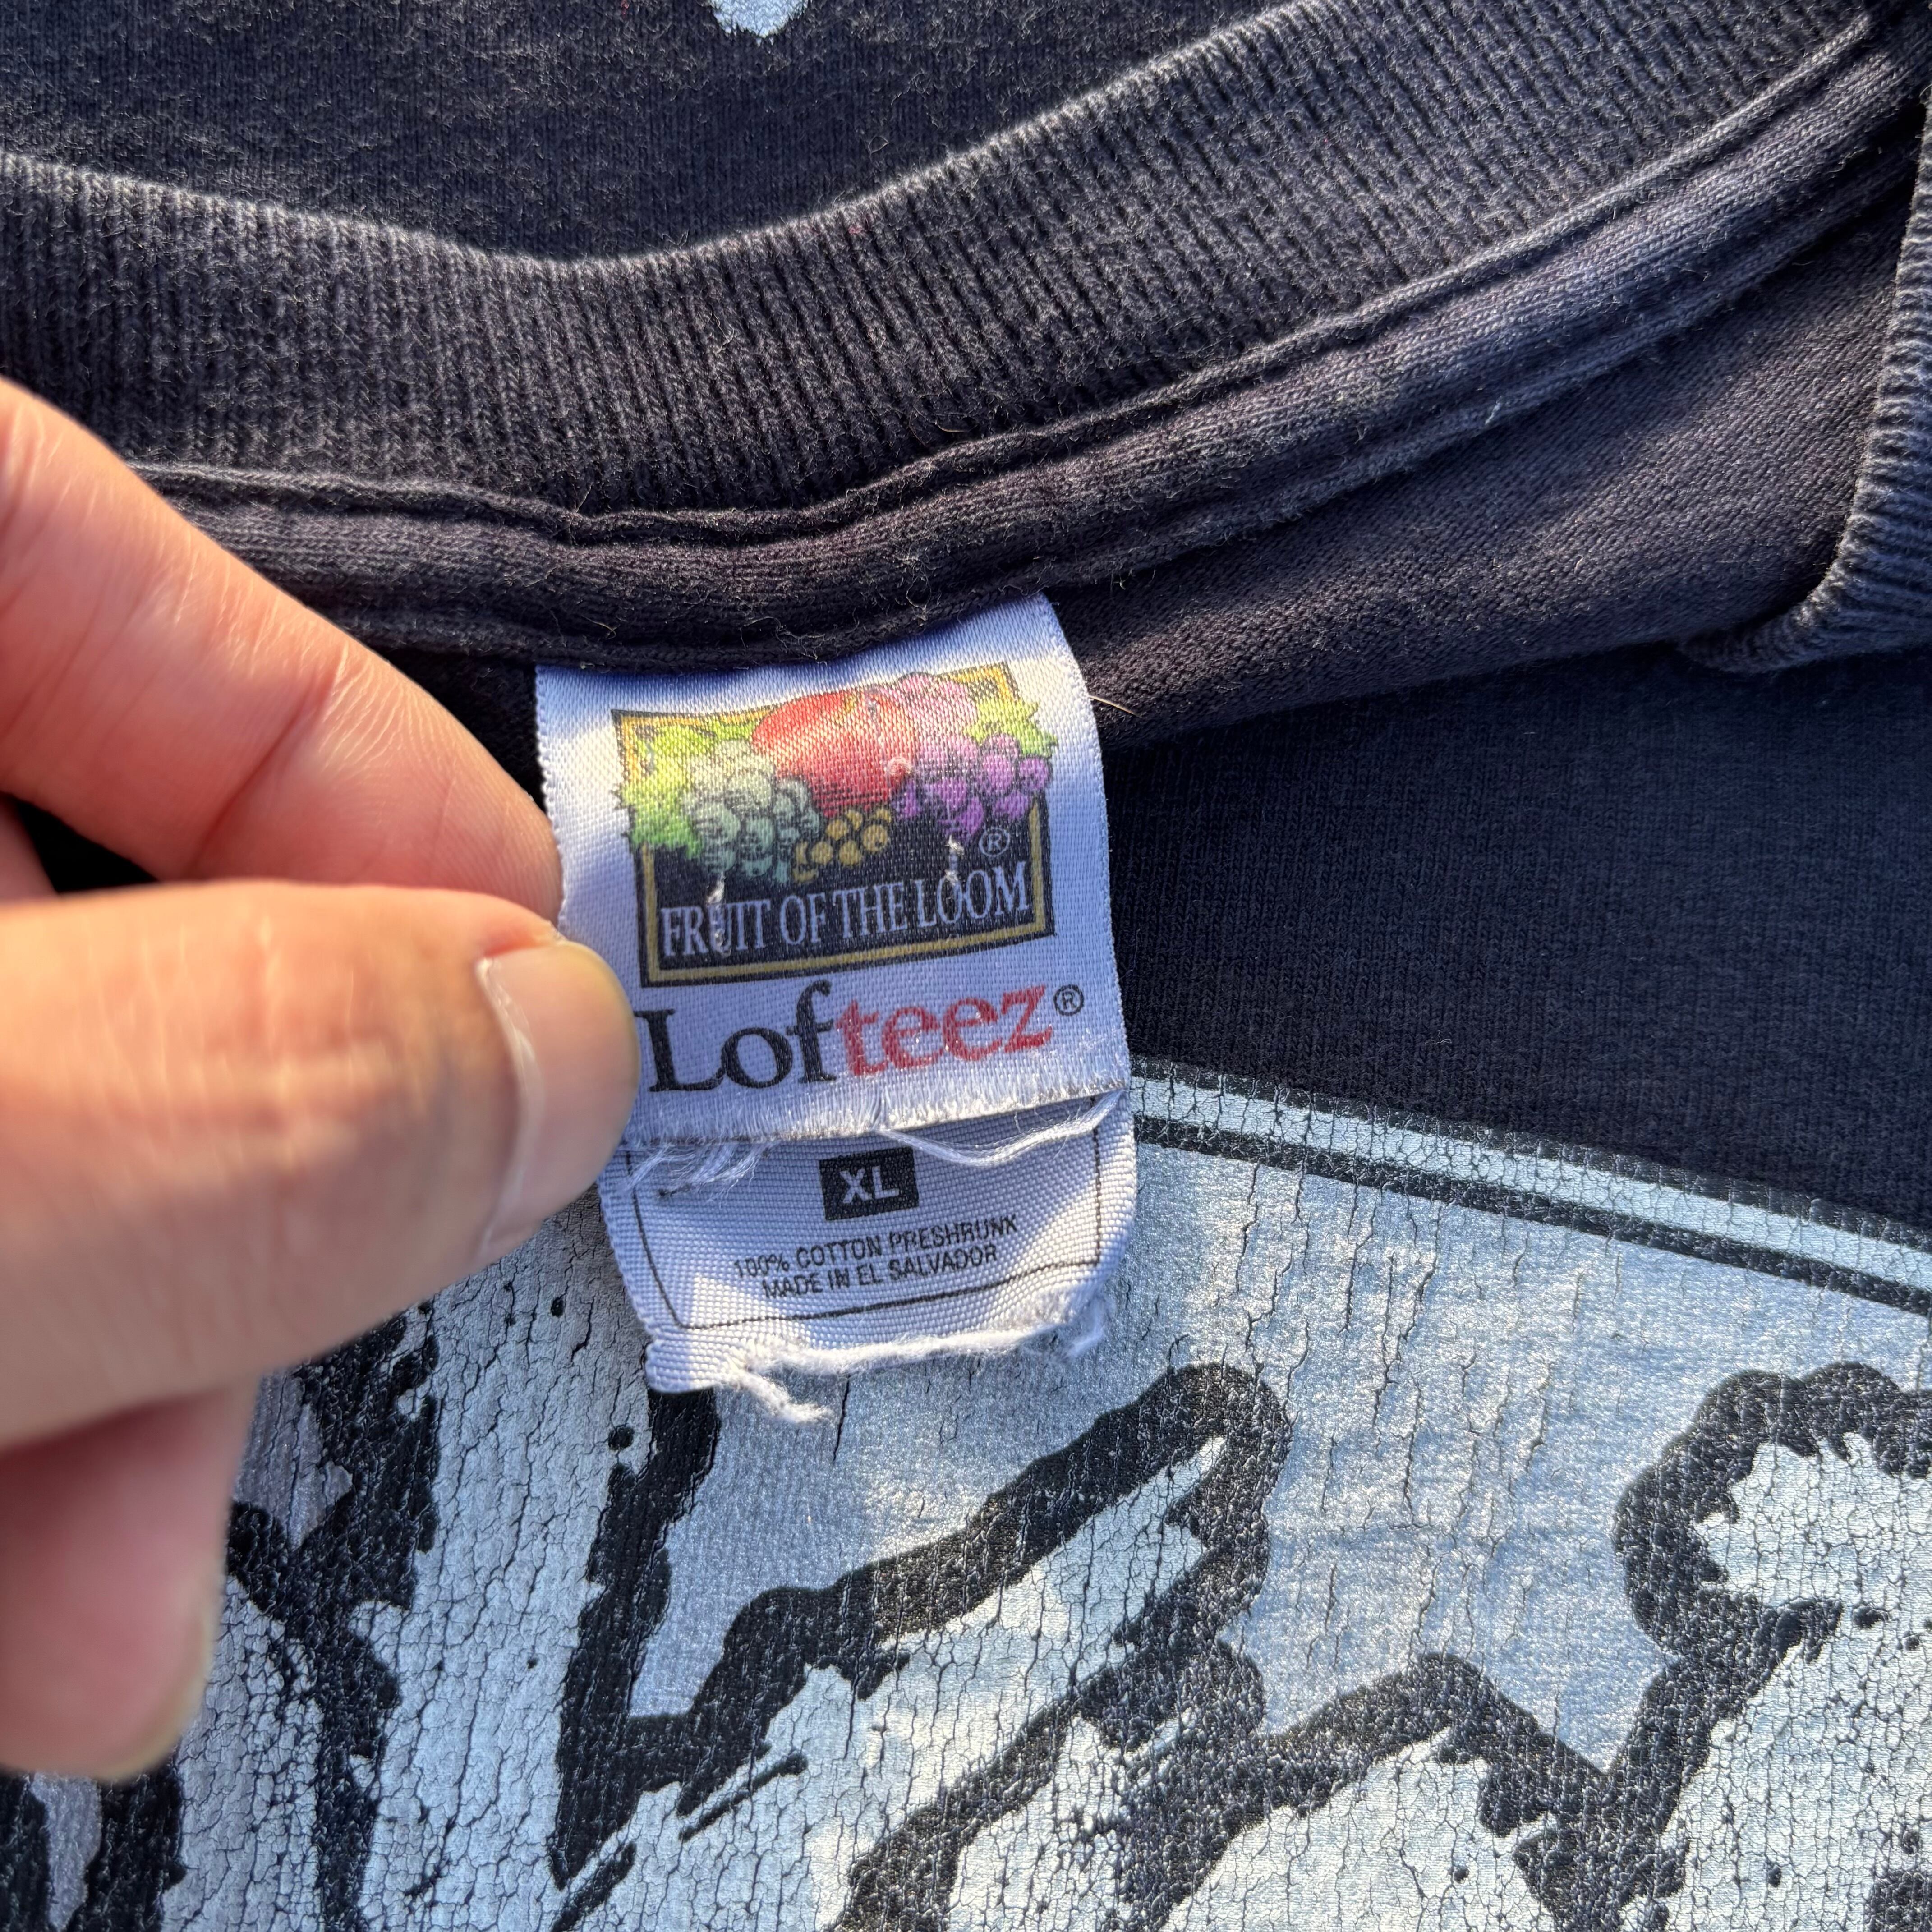 ®
FRUIT OF THE LOOM
Lofteez®
XL
100% COTTON PRESHRUNK
MADE IN EL SALVADOR